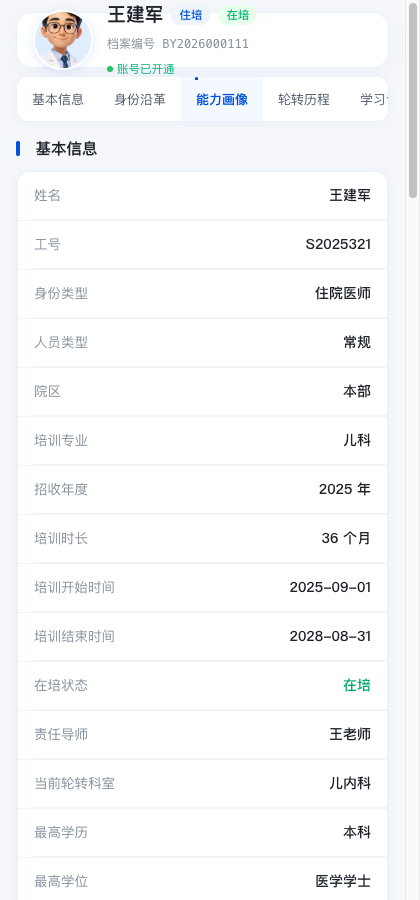 王建军 住培 在培
档案编号 BY2026000111
账号已开通
基本信息 身份沿革 能力画像 轮转历程 学习
基本信息
姓名 王建军
工号 S2025321
身份类型 住院医师
人员类型 常规
院区 本部
培训专业 儿科
招收年度 2025 年
培训时长 36 个月
培训开始时间 2025-09-01
培训结束时间 2028-08-31
在培状态 在培
责任导师 王老师
当前轮转科室 儿内科
最高学历 本科
最高学位 医学学士